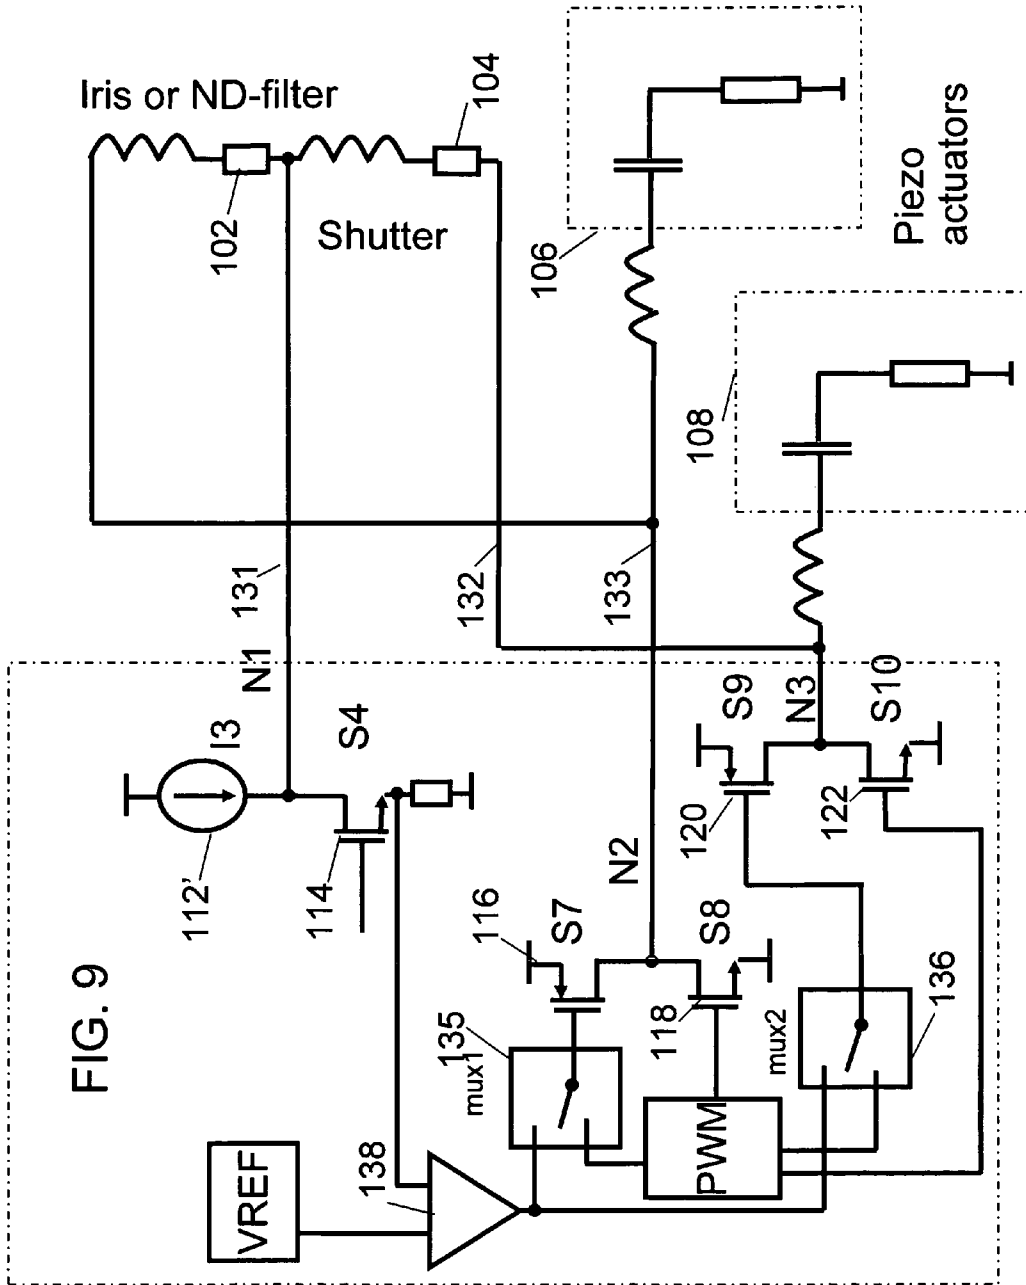 FIG. 9
Iris or ND-filter
102
104
Shutter
131
132
133
106
108
Piezo
actuators
N1
I3
S4
112'
114
N2
S7
116
S8
118
S9
N3
S10
120
122
135
mux1
mux2
136
VREF
138
PWM